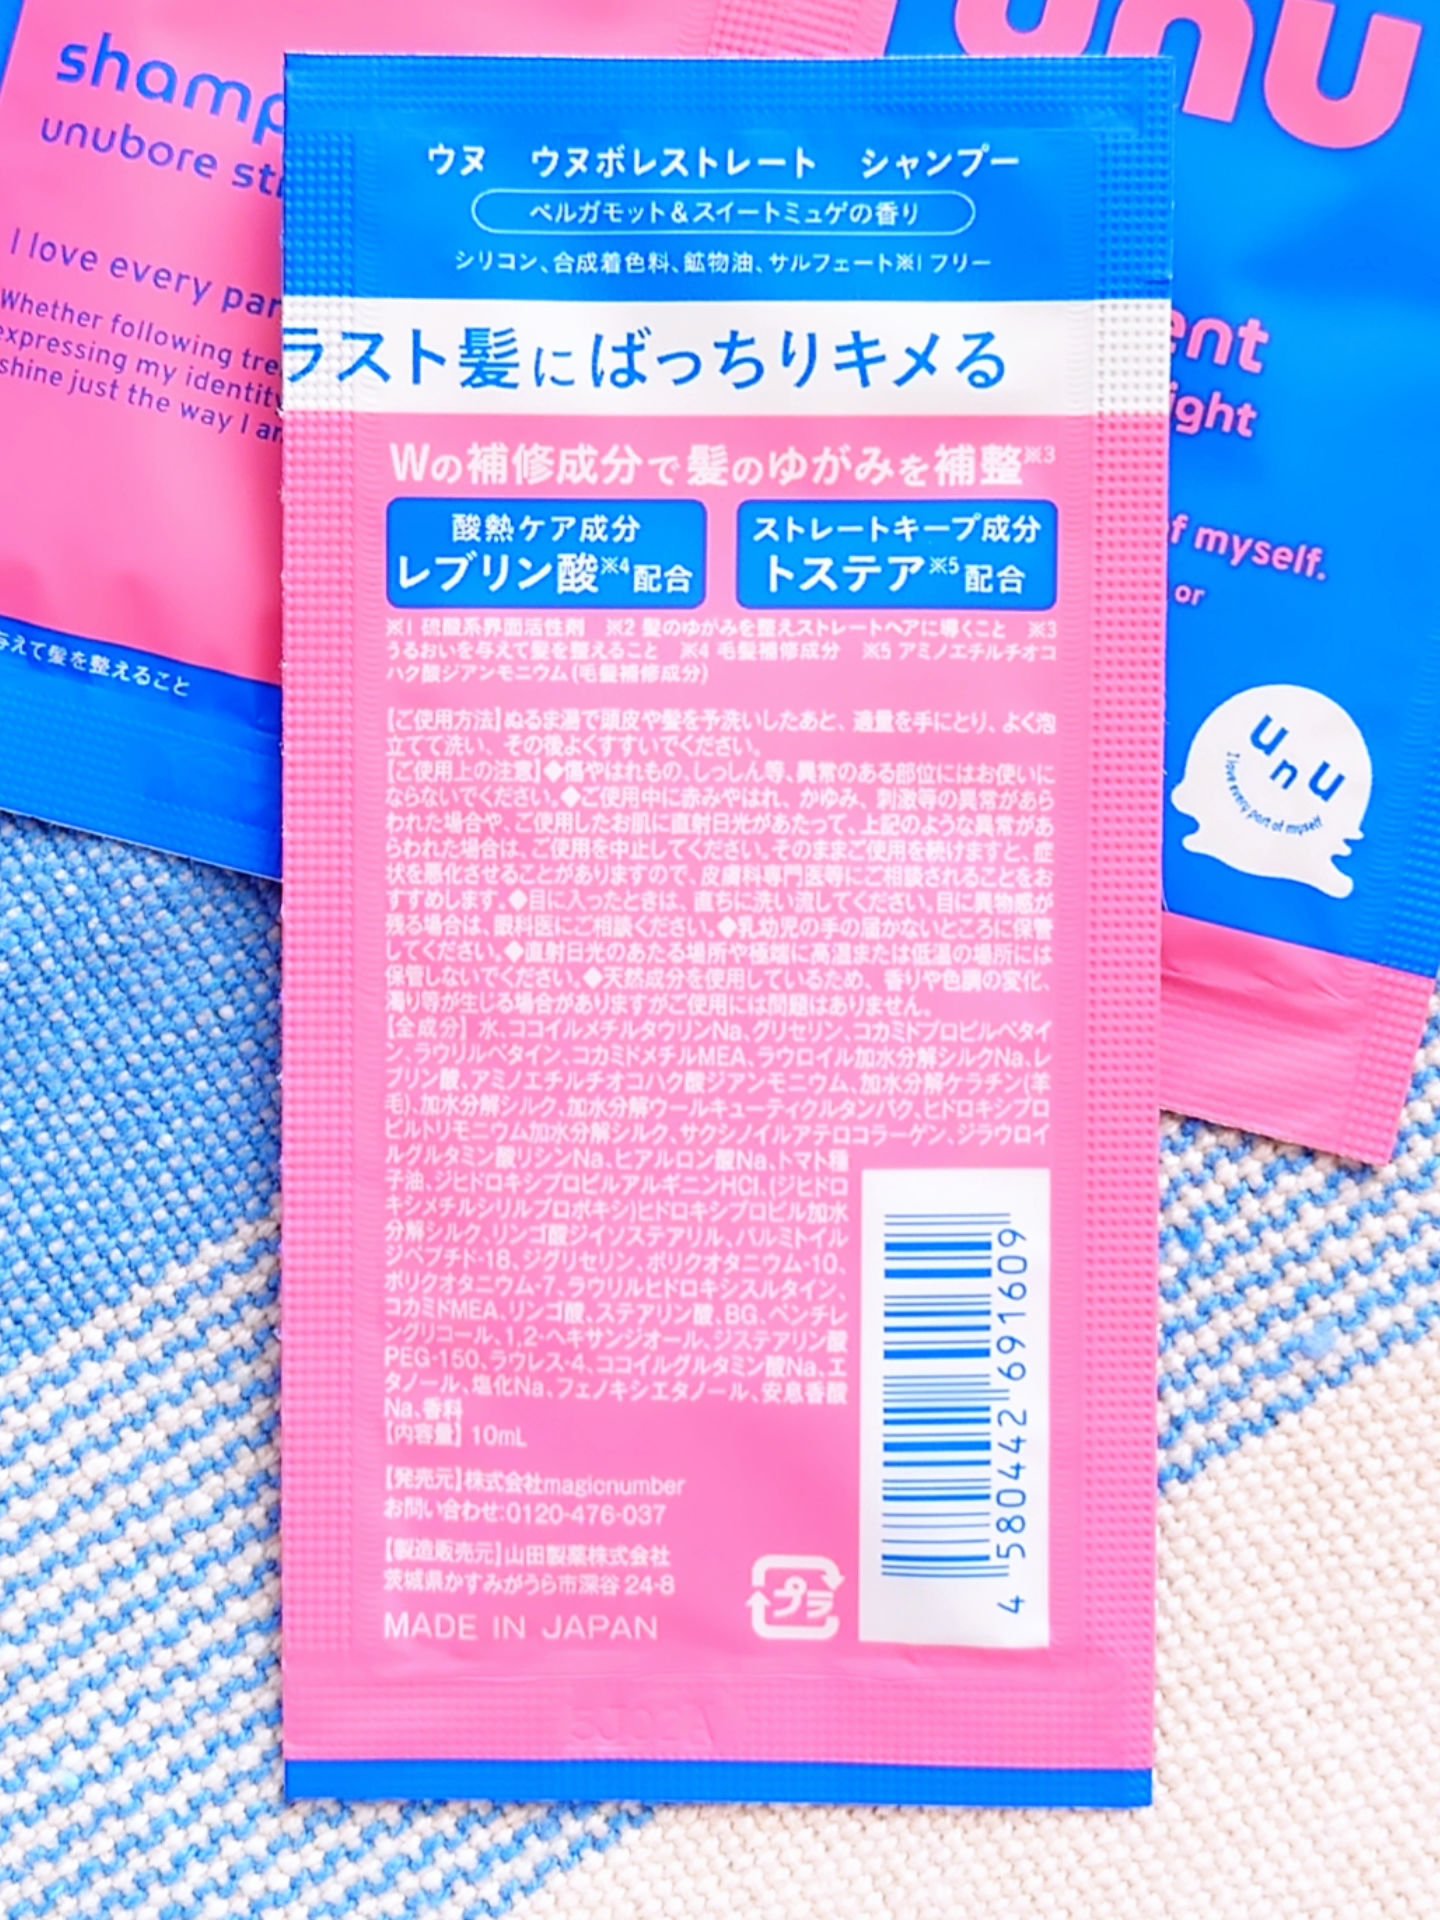 shamp
unubore st
I love every par
Whether following tre
expressing my identity
shine just the way I am
与えて髪を整えること
unu
ent
ight
f myself.
or
unu
I love every part of myself
ウヌ ウヌボレストレート シャンプー
ベルガモット&スイートミュゲの香り
シリコン、合成着色料、鉱物油、サルフェート※1フリー
ラスト髪にばっちりキメる
Wの補修成分で髪のゆがみを補整※3
酸熱ケア成分
レブリン酸※4配合
ストレートキープ成分
トステア※5配合
※1 硫酸系界面活性剤 ※2 髪のゆがみを整えストレートヘアに導くこと ※3
うるおいを与えて髪を整えること ※4 毛髪補修成分 ※5 アミノエチルチオコ
ハク酸ジアンモニウム(毛髪補修成分)
【ご使用方法】ぬるま湯で頭皮や髪を予洗いしたあと、適量を手にとり、よく泡
立てて洗い、その後よくすすいでください。
【ご使用上の注意】◆傷やはれもの、しっしん等、異常のある部位にはお使いに
ならないでください。◆ご使用中に赤みやはれ、かゆみ、刺激等の異常があら
われた場合や、ご使用したお肌に直射日光があたって、上記のような異常があ
らわれた場合は、ご使用を中止してください。そのままご使用を続けますと、症
状を悪化させることがありますので、皮膚科専門医等にご相談されることをお
すすめします。◆目に入ったときは、直ちに洗い流してください。目に異物感が
残る場合は、眼科医にご相談ください。◆乳幼児の手の届かないところに保管
してください。◆直射日光のあたる場所や極端に高温または低温の場所には
保管しないでください。◆天然成分を使用しているため、香りや色調の変化、
濁り等が生じる場合がありますがご使用には問題はありません。
【全成分】水、ココイルメチルタウリンNa、グリセリン、コカミドプロピルベタイ
ン、ラウリルベタイン、コカミドメチルMEA、ラウロイル加水分解シルクNa、レ
ブリン酸、アミノエチルチオコハク酸ジアンモニウム、加水分解ケラチン(羊
毛)、加水分解シルク、加水分解ウールキューティクルタンパク、ヒドロキシプロ
ピルトリモニウム加水分解シルク、サクシノイルアテロコラーゲン、ジラウロイ
ルグルタミン酸リシンNa、ヒアルロン酸Na、トマト種
子油、ジヒドロキシプロピルアルギニンHCl、(ジヒドロ
キシメチルシリルプロポキシ)ヒドロキシプロピル加水
分解シルク、リンゴ酸ジイソステアリル、パルミトイル
ジペプチド-18、ジグリセリン、ポリクオタニウム-10、
ポリクオタニウム-7、ラウリルヒドロキシスルタイン、
コカミドMEA、リンゴ酸、ステアリン酸、BG、ペンチレ
ングリコール、1,2-ヘキサンジオール、ジステアリン酸
PEG-150、ラウレス-4、ココイルグルタミン酸Na、エ
タノール、塩化Na、フェノキシエタノール、安息香酸
Na、香料
【内容量】10mL
【発売元】株式会社magicnumber
お問い合わせ:0120-476-037
【製造販売元】山田製薬株式会社
茨城県かすみがうら市深谷 24-8
MADE IN JAPAN
プラ
4 580442 691609